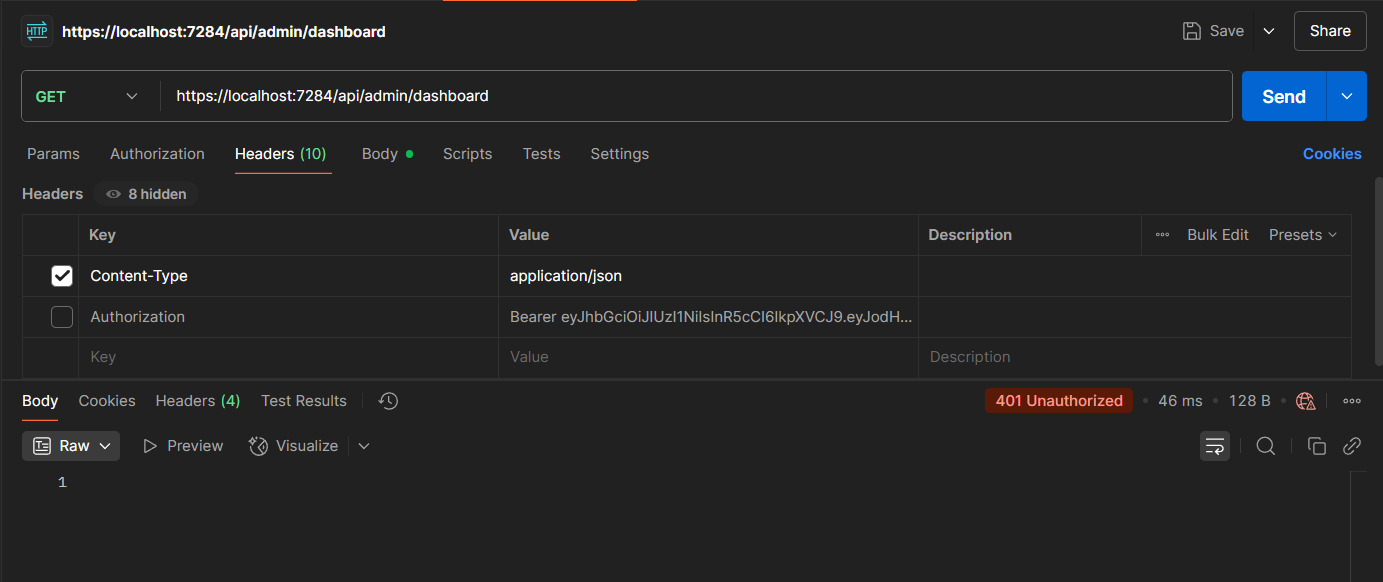 HTTP https://localhost:7284/api/admin/dashboard Save Share
GET https://localhost:7284/api/admin/dashboard Send
Params Authorization Headers (10) Body Scripts Tests Settings Cookies
Headers 8 hidden
Key Value Description Bulk Edit Presets
Content-Type application/json
Authorization Bearer eyJhbGciOiJIUzI1NiIsInR5cCI6IkpXVCJ9.eyJodH...
Key Value Description
Body Cookies Headers (4) Test Results 401 Unauthorized 46 ms 128 B
Raw Preview Visualize
1